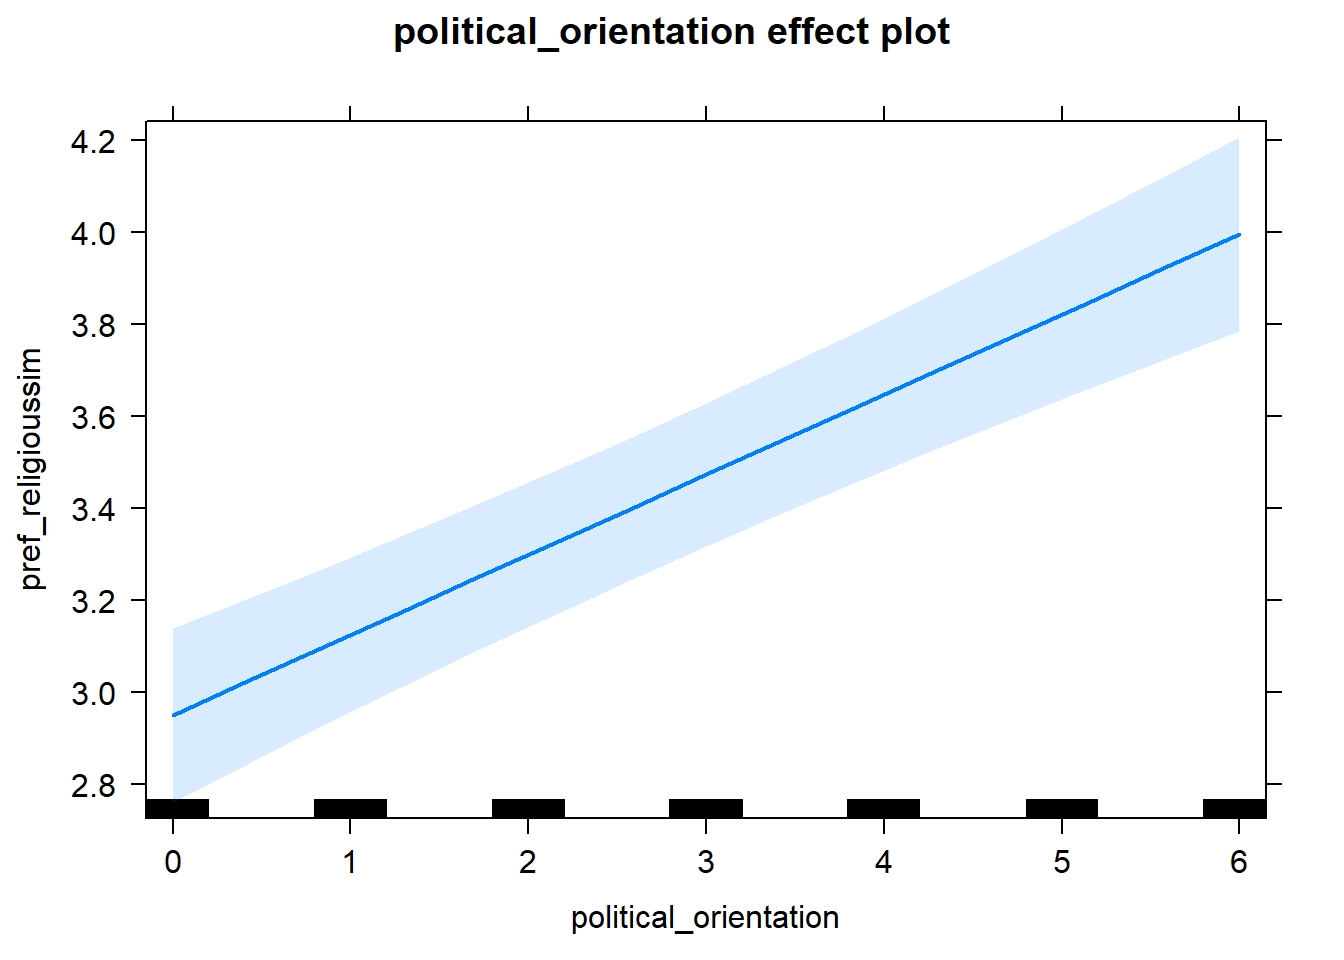 political_orientation effect plot
4.2
4.0
3.8
3.6
3.4
3.2
3.0
2.8
pref_religioussim
0 1 2 3 4 5 6
political_orientation